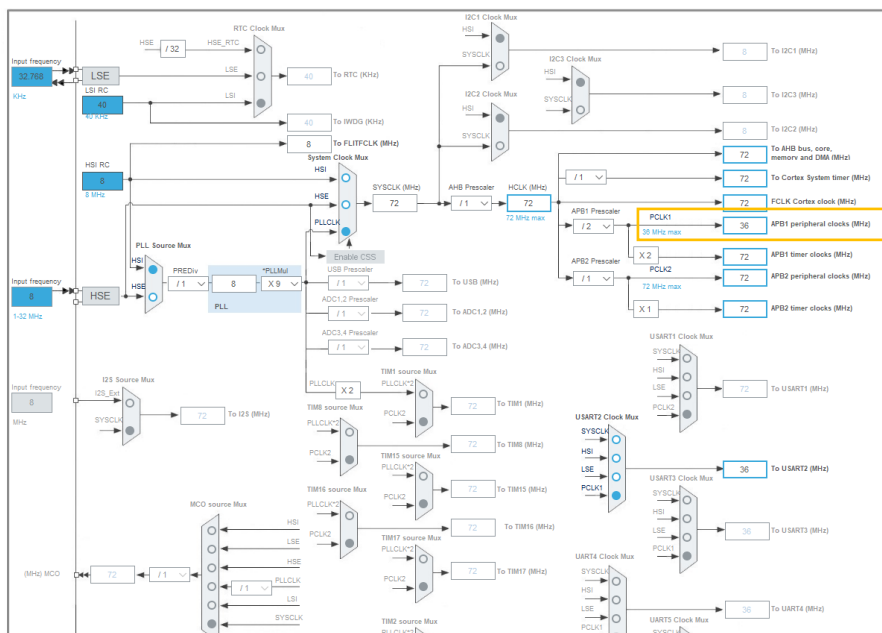 RTC Clock Mux
HSE
/ 32
HSE_RTC
LSE
LSI
40
To RTC (KHz)
40
To IWDG (KHz)
8
To FLITFCLK (MHz)
Input frequency
32.768
KHz
LSE
LSI RC
40
40 KHz
HSI RC
8
8 MHz
Input frequency
8
1-32 MHz
HSE
PLL Source Mux
HSI
HSE
PREDiv
/ 1
8
*PLLMul
X 9
PLL
System Clock Mux
HSI
HSE
PLLCLK
Enable CSS
SYSCLK (MHz)
72
AHB Prescaler
/ 1
HCLK (MHz)
72
72 MHz max
I2C1 Clock Mux
HSI
SYSCLK
8
To I2C1 (MHz)
I2C3 Clock Mux
HSI
SYSCLK
8
To I2C3 (MHz)
I2C2 Clock Mux
HSI
SYSCLK
8
To I2C2 (MHz)
72
To AHB bus, core,
memory and DMA (MHz)
/ 1
72
To Cortex System timer (MHz)
72
FCLK Cortex clock (MHz)
APB1 Prescaler
/ 2
PCLK1
36 MHz max
36
APB1 peripheral clocks (MHz)
X 2
72
APB1 timer clocks (MHz)
APB2 Prescaler
/ 1
PCLK2
72 MHz max
72
APB2 peripheral clocks (MHz)
X 1
72
APB2 timer clocks (MHz)
USB Prescaler
/ 1
72
To USB (MHz)
ADC1,2 Prescaler
/ 1
72
To ADC1,2 (MHz)
ADC3,4 Prescaler
/ 1
72
To ADC3,4 (MHz)
Input frequency
8
MHz
I2S Source Mux
I2S_Ext
SYSCLK
72
To I2S (MHz)
TIM1 source Mux
PLLCLK
X 2
PLLCLK*2
PCLK2
72
To TIM1 (MHz)
TIM8 source Mux
PLLCLK*2
PCLK2
72
To TIM8 (MHz)
TIM15 source Mux
PLLCLK*2
PCLK2
72
To TIM15 (MHz)
TIM16 source Mux
PLLCLK*2
PCLK2
72
To TIM16 (MHz)
TIM17 source Mux
PLLCLK*2
PCLK2
72
To TIM17 (MHz)
TIM2 source Mux
USART1 Clock Mux
SYSCLK
HSI
LSE
PCLK2
72
To USART1 (MHz)
USART2 Clock Mux
SYSCLK
HSI
LSE
PCLK1
36
To USART2 (MHz)
USART3 Clock Mux
SYSCLK
HSI
LSE
PCLK1
36
To USART3 (MHz)
UART4 Clock Mux
SYSCLK
HSI
LSE
PCLK1
36
To UART4 (MHz)
UART5 Clock Mux
SYSCLK
MCO source Mux
HSI
LSE
HSE
PLLCLK
/ 1
LSI
SYSCLK
(MHz) MCO
72
/ 1